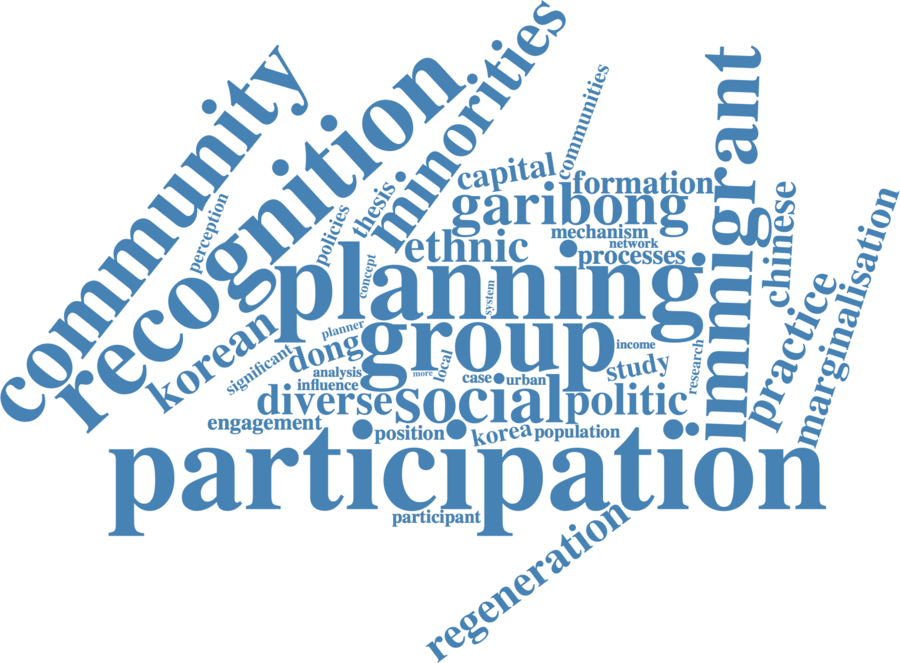 community
recognition
minorities
communities
immigrant
perception
policies
thesis
capital
formation
garibong
mechanism
network
processes
ethnic
chinese
concept
planning
system
practice
marginalisation
korean
planner
dong
group
income
significant
analysis
more
local
case
urban
study
research
influence
diverse
social
politic
engagement
position
korea
population
participation
participant
regeneration